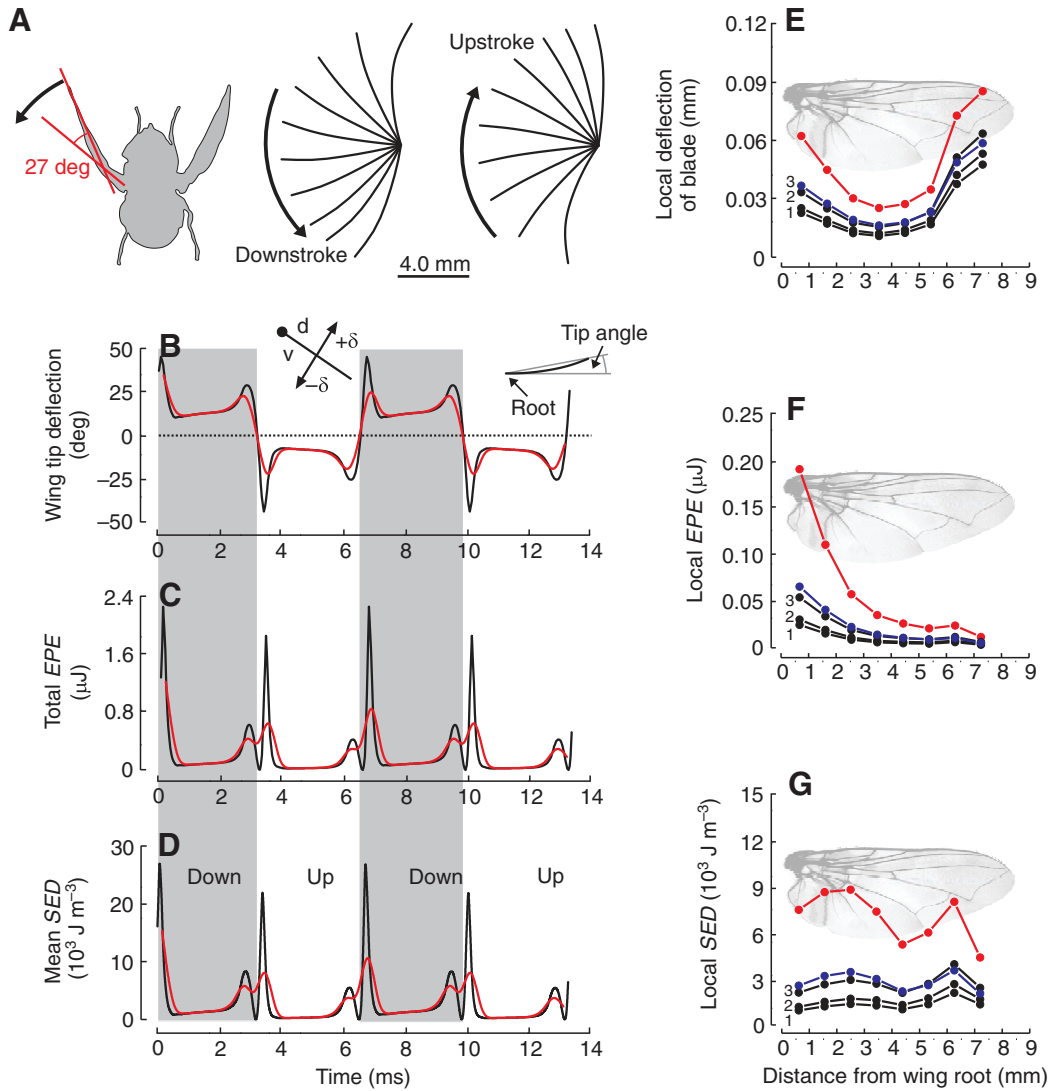 A
27 deg
Downstroke
Upstroke
4.0 mm
B
d
v
+δ
−δ
Tip angle
Root
Wing tip deflection
(deg)
50
25
0
−25
−50
0 2 4 6 8 10 12 14
C
Total EPE
(μJ)
2.4
1.6
0.8
0
0 2 4 6 8 10 12 14
D
Down Up Down Up
Mean SED
(10³ J m⁻³)
30
20
10
0
0 2 4 6 8 10 12 14
Time (ms)
E
Local deflection
of blade (mm)
0.12
0.09
0.06
0.03
0
3
2
1
0 1 2 3 4 5 6 7 8 9
F
Local EPE (μJ)
0.25
0.20
0.15
0.10
0.05
0
3
2
1
0 1 2 3 4 5 6 7 8 9
G
Local SED (10³ J m⁻³)
15
12
9
6
3
0
3
2
1
0 1 2 3 4 5 6 7 8 9
Distance from wing root (mm)